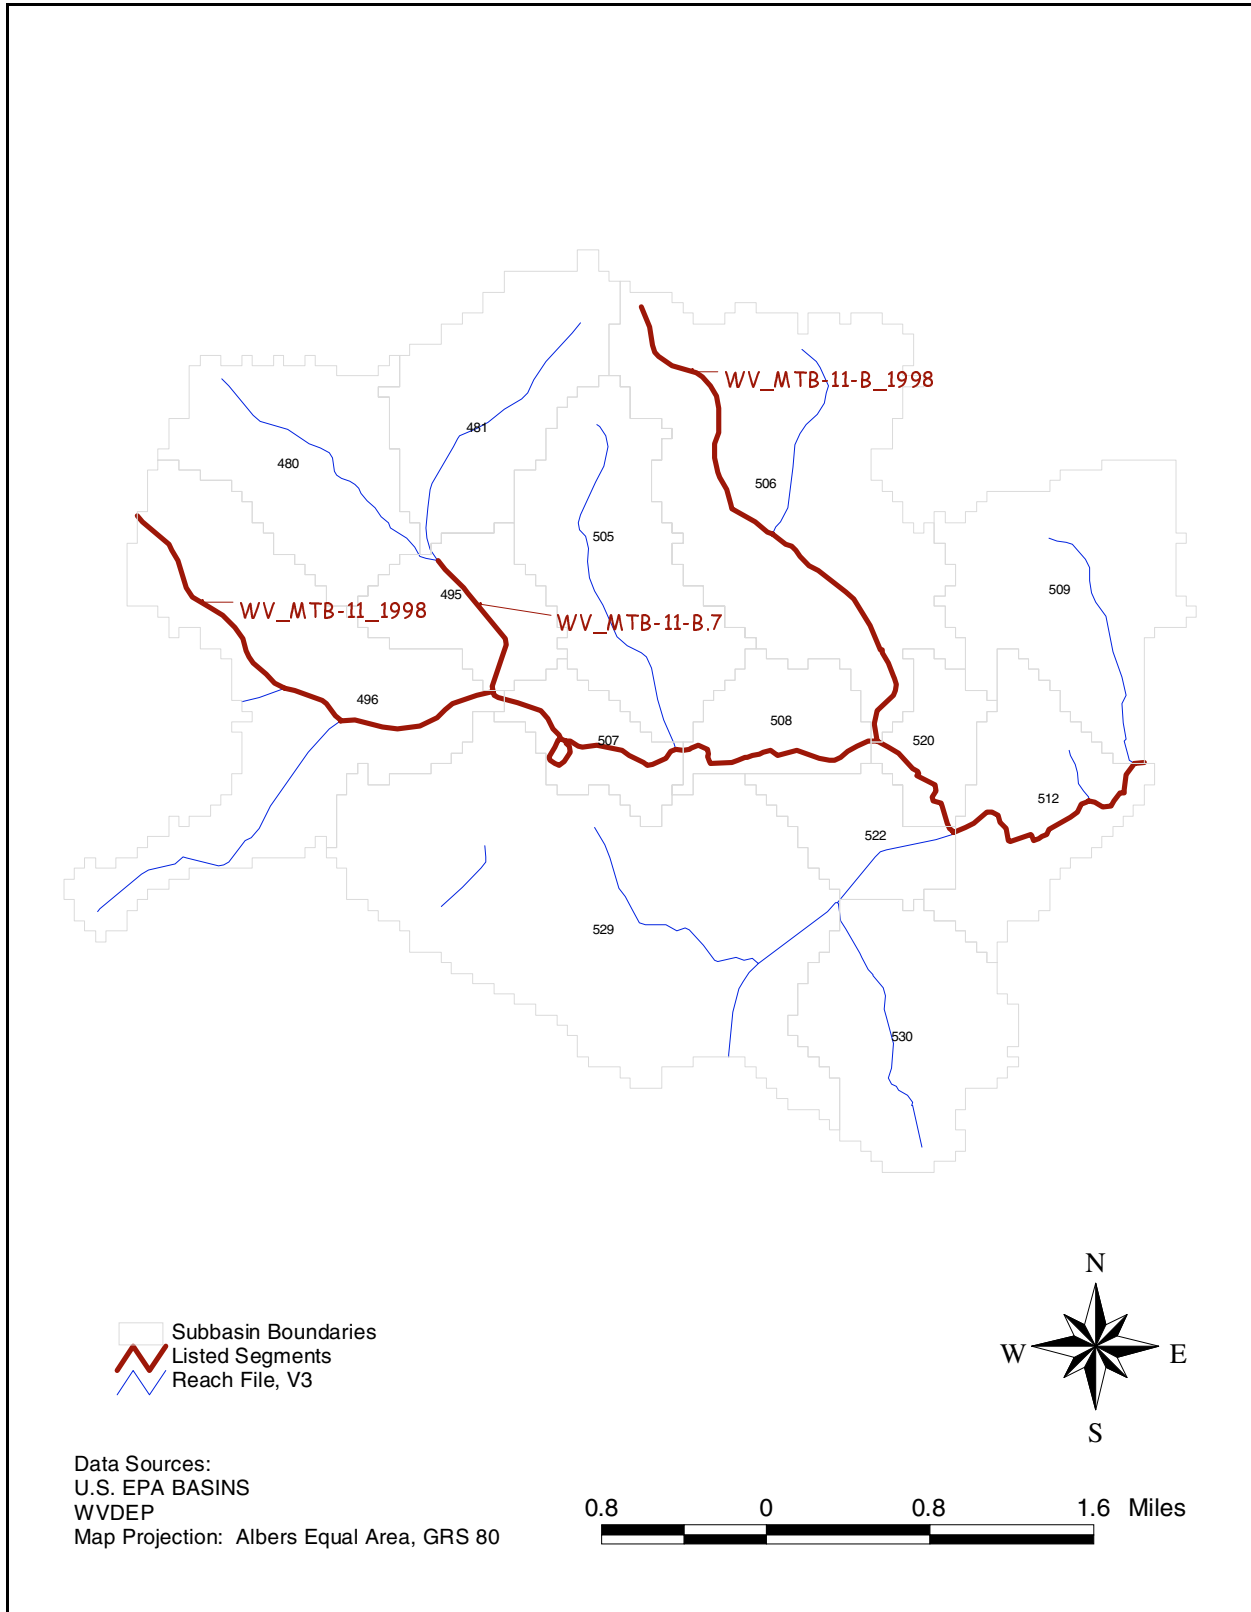 WV_MTB-11-B_1998
481
480
506
505
509
495
WV_MTB-11_1998
WV_MTB-11-B.7
496
508
507
520
512
522
529
530
N
W
E
S
Subbasin Boundaries
Listed Segments
Reach File, V3
Data Sources:
U.S. EPA BASINS
WVDEP
Map Projection: Albers Equal Area, GRS 80
0.8 0 0.8 1.6 Miles